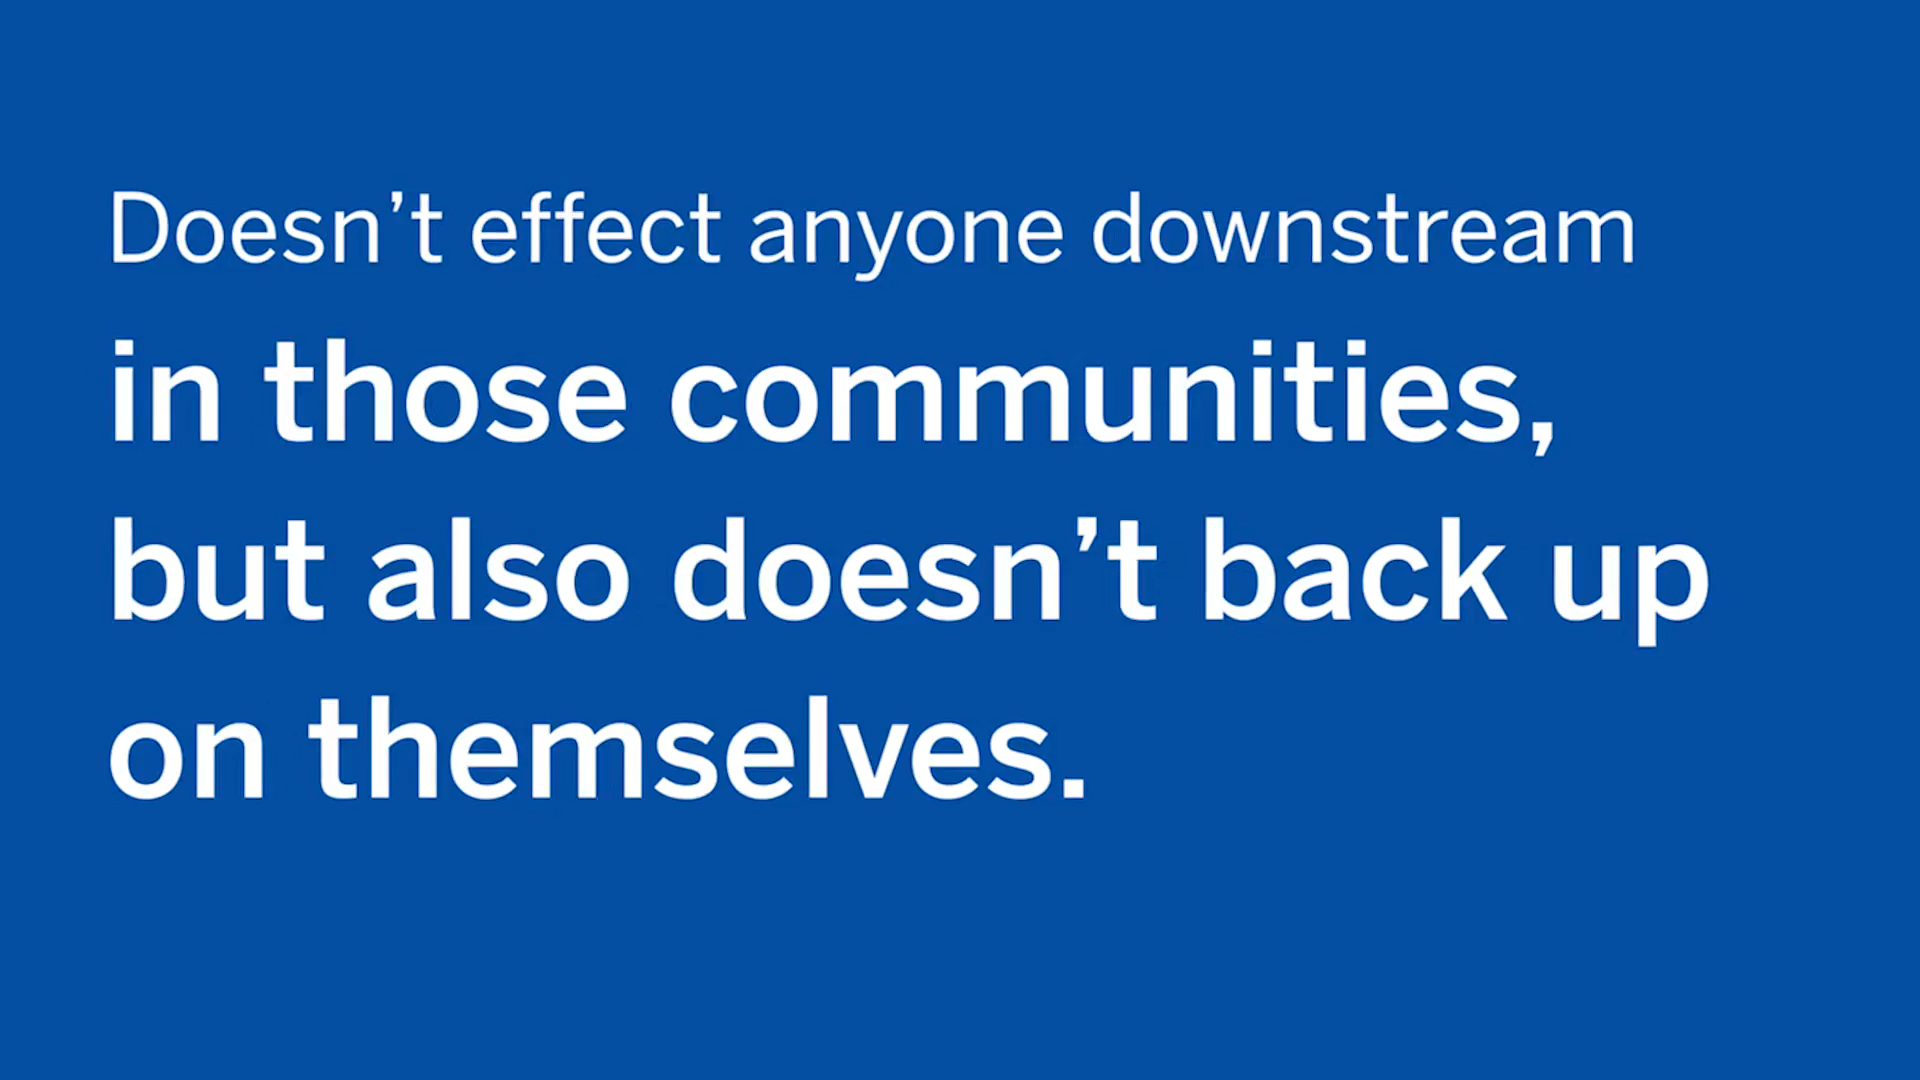 Doesn’t effect anyone downstream
in those communities,
but also doesn’t back up
on themselves.